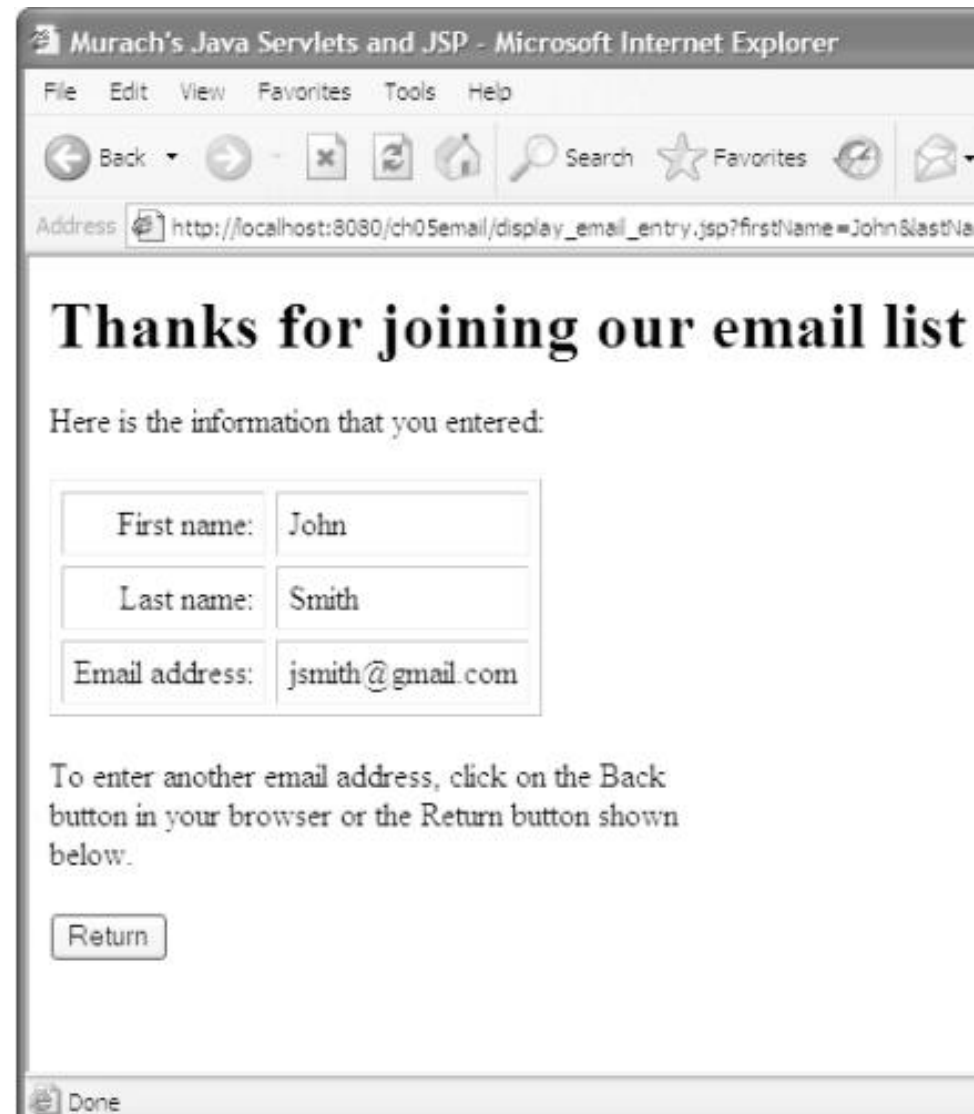 Murach's Java Servlets and JSP - Microsoft Internet Explorer
File Edit View Favorites Tools Help
Back Search Favorites
Address http://localhost:8080/ch05email/display_email_entry.jsp?firstName=John&lastNa
Thanks for joining our email list
Here is the information that you entered:
First name: John
Last name: Smith
Email address: jsmith@gmail.com
To enter another email address, click on the Back
button in your browser or the Return button shown
below.
Return
Done